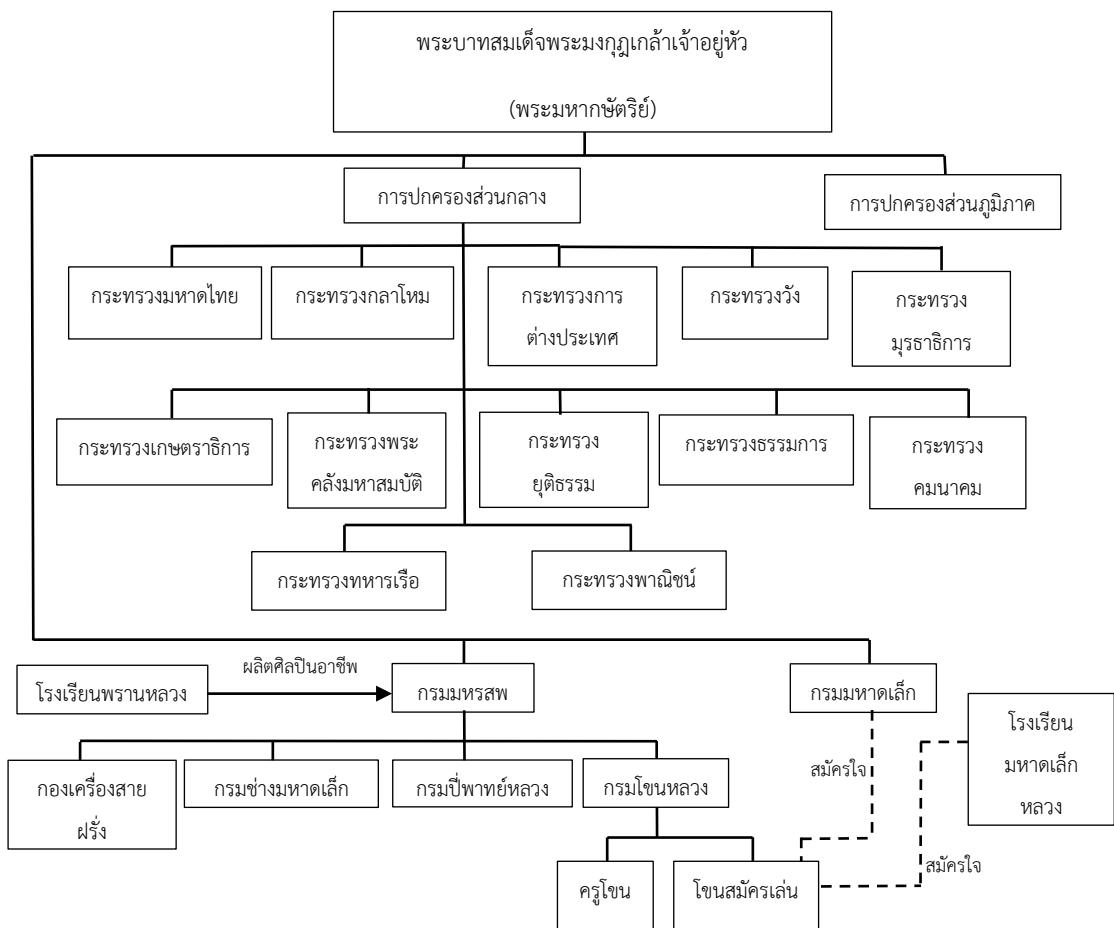 พระบาทสมเด็จพระมงกุฎเกล้าเจ้าอยู่หัว
(พระมหากษัตริย์)
การปกครองส่วนกลาง
การปกครองส่วนภูมิภาค
กระทรวงมหาดไทย
กระทรวงกลาโหม
กระทรวงการ
ต่างประเทศ
กระทรวงวัง
กระทรวง
มุรธาธิการ
กระทรวงเกษตราธิการ
กระทรวงพระ
คลังมหาสมบัติ
กระทรวง
ยุติธรรม
กระทรวงธรรมการ
กระทรวง
คมนาคม
กระทรวงทหารเรือ
กระทรวงพาณิชน์
โรงเรียนพรานหลวง
ผลิตศิลปินอาชีพ
กรมมหรสพ
กรมมหาดเล็ก
โรงเรียน
มหาดเล็ก
หลวง
สมัครใจ
กองเครื่องสาย
ฝรั่ง
กรมช่างมหาดเล็ก
กรมปี่พาทย์หลวง
กรมโขนหลวง
สมัครใจ
ครูโขน
โขนสมัครเล่น